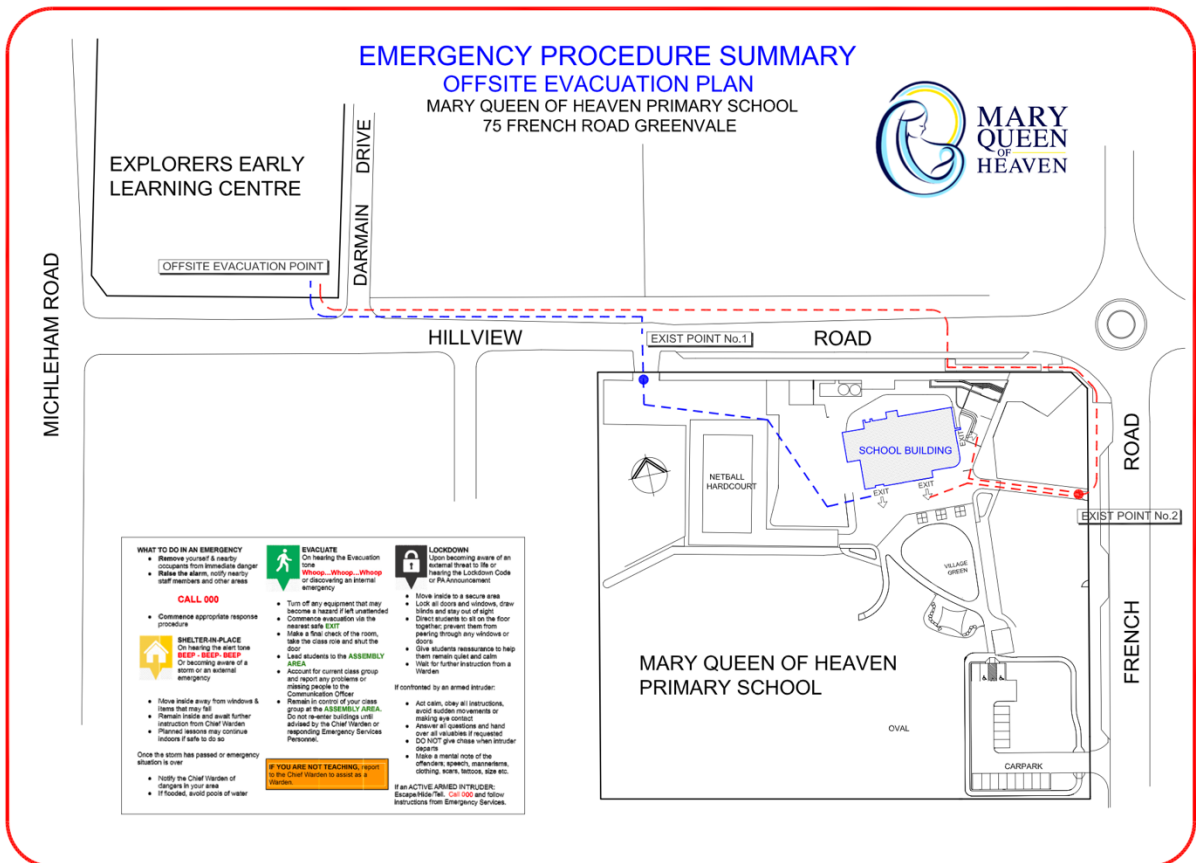 EMERGENCY PROCEDURE SUMMARY
OFFSITE EVACUATION PLAN
MARY QUEEN OF HEAVEN PRIMARY SCHOOL
75 FRENCH ROAD GREENVALE
MARY
QUEEN
OF
HEAVEN
EXPLORERS EARLY
LEARNING CENTRE
OFFSITE EVACUATION POINT
DARMAIN DRIVE
MICHLEHAM ROAD
HILLVIEW ROAD
EXIST POINT No.1
SCHOOL BUILDING
EXIT
EXIT
EXIT
NETBALL
HARDCOURT
EXIST POINT No.2
VILLAGE
GREEN
FRENCH ROAD
MARY QUEEN OF HEAVEN
PRIMARY SCHOOL
OVAL
CARPARK
WHAT TO DO IN AN EMERGENCY
• Remove yourself & nearby
occupants from immediate danger
• Raise the alarm, notify nearby
staff members and other areas
CALL 000
• Commence appropriate response
procedure
SHELTER-IN-PLACE
On hearing the alert tone
BEEP - BEEP- BEEP
Or becoming aware of a
storm or an external
emergency
• Move inside away from windows &
items that may fall
• Remain inside and await further
instruction from Chief Warden
• Planned lessons may continue
indoors if safe to do so
Once the storm has passed or emergency
situation is over
• Notify the Chief Warden of
dangers in your area
• If flooded, avoid pools of water
EVACUATE
On hearing the Evacuation
tone
Whoop...Whoop...Whoop
or discovering an internal
emergency
• Turn off any equipment that may
become a hazard if left unattended
• Commence evacuation via the
nearest safe EXIT
• Make a final check of the room,
take the class role and shut the
door
• Lead students to the ASSEMBLY
AREA
• Account for current class group
and report any problems or
missing people to the
Communication Officer
• Remain in control of your class
group at the ASSEMBLY AREA.
Do not re-enter buildings until
advised by the Chief Warden or
responding Emergency Services
Personnel.
IF YOU ARE NOT TEACHING, report
to the Chief Warden to assist as a
Warden.
LOCKDOWN
Upon becoming aware of an
external threat to life or
hearing the Lockdown Code
or PA Announcement
• Move inside to a secure area
• Lock all doors and windows, draw
blinds and stay out of sight
• Direct students to sit on the floor
together; prevent them from
peering through any windows or
doors
• Give students reassurance to help
them remain quiet and calm
• Wait for further instruction from a
Warden
If confronted by an armed intruder:
• Act calm, obey all instructions,
avoid sudden movements or
making eye contact
• Answer all questions and hand
over all valuables if requested
• DO NOT give chase when intruder
departs
• Make a mental note of the
offenders; speech, mannerisms,
clothing, scars, tattoos, size etc.
If an ACTIVE ARMED INTRUDER:
Escape/Hide/Tell. Call 000 and follow
instructions from Emergency Services.